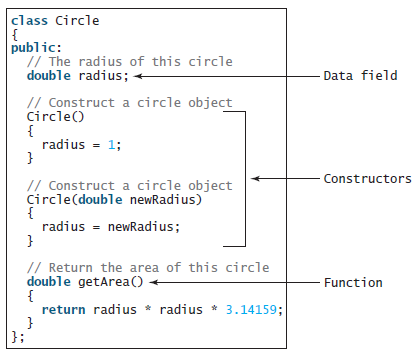 class Circle
{
public:
// The radius of this circle
double radius;
Data field
// Construct a circle object
Circle()
{
radius = 1;
}
Constructors
// Construct a circle object
Circle(double newRadius)
{
radius = newRadius;
}
// Return the area of this circle
double getArea()
Function
{
return radius * radius * 3.14159;
}
};